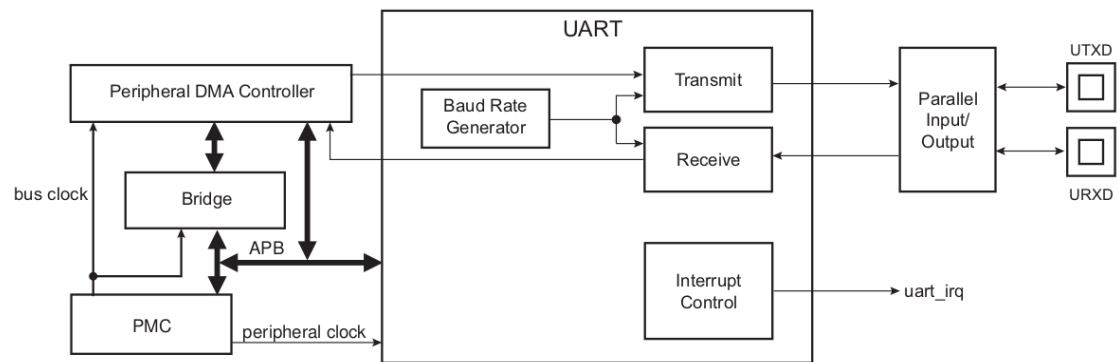 UART
Peripheral DMA Controller
Baud Rate
Generator
Transmit
Receive
Parallel
Input/
Output
UTXD
URXD
bus clock
Bridge
APB
PMC
peripheral clock
Interrupt
Control
uart_irq